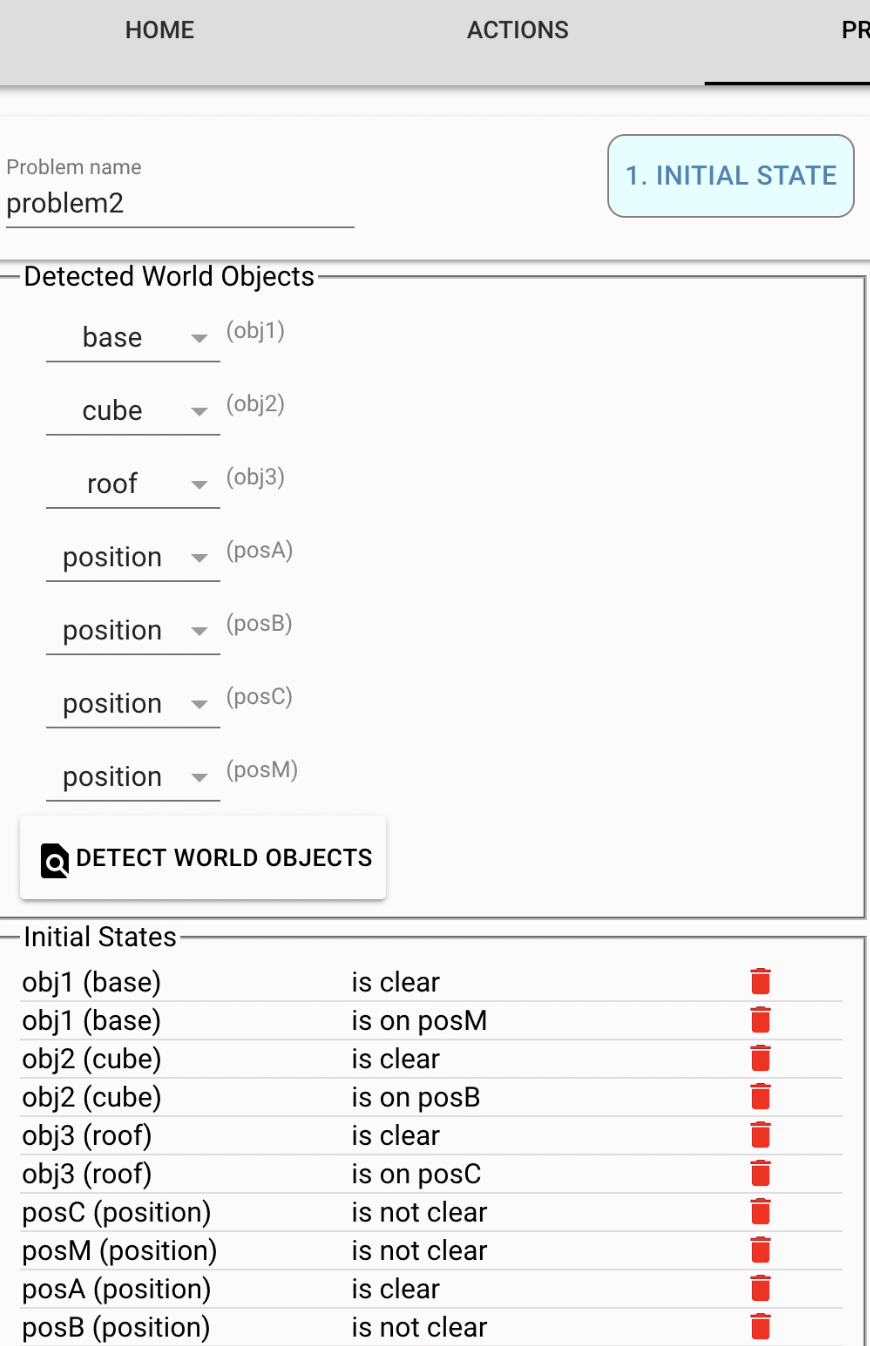 HOME ACTIONS PR
Problem name
problem2
1. INITIAL STATE
Detected World Objects
base (obj1)
cube (obj2)
roof (obj3)
position (posA)
position (posB)
position (posC)
position (posM)
DETECT WORLD OBJECTS
Initial States
obj1 (base) is clear
obj1 (base) is on posM
obj2 (cube) is clear
obj2 (cube) is on posB
obj3 (roof) is clear
obj3 (roof) is on posC
posC (position) is not clear
posM (position) is not clear
posA (position) is clear
posB (position) is not clear